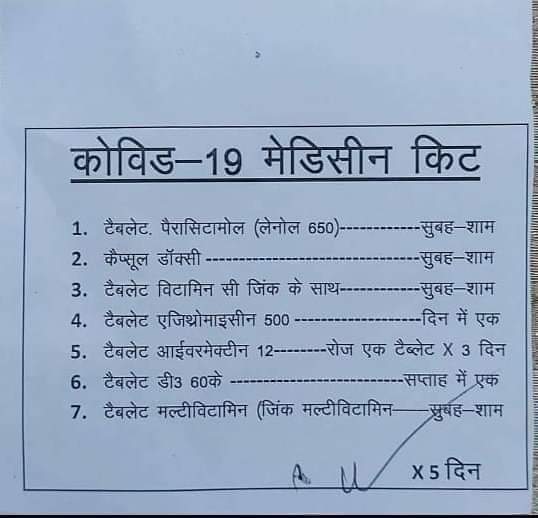 कोविड–19 मेडिसीन किट
1. टैबलेट. पैरासिटामोल (लेनोल 650)------------सुबह–शाम
2. कैप्सूल डॉक्सी --------------------------------सुबह–शाम
3. टैबलेट विटामिन सी जिंक के साथ------------सुबह–शाम
4. टैबलेट एजिथ्रोमाइसीन 500 -------------------दिन में एक
5. टैबलेट आईवरमेक्टीन 12--------रोज एक टैब्लेट X 3 दिन
6. टैबलेट डी3 60के --------------------------सप्ताह में एक
7. टैबलेट मल्टीविटामिन (जिंक मल्टीविटामिन——सुबह–शाम
X 5 दिन